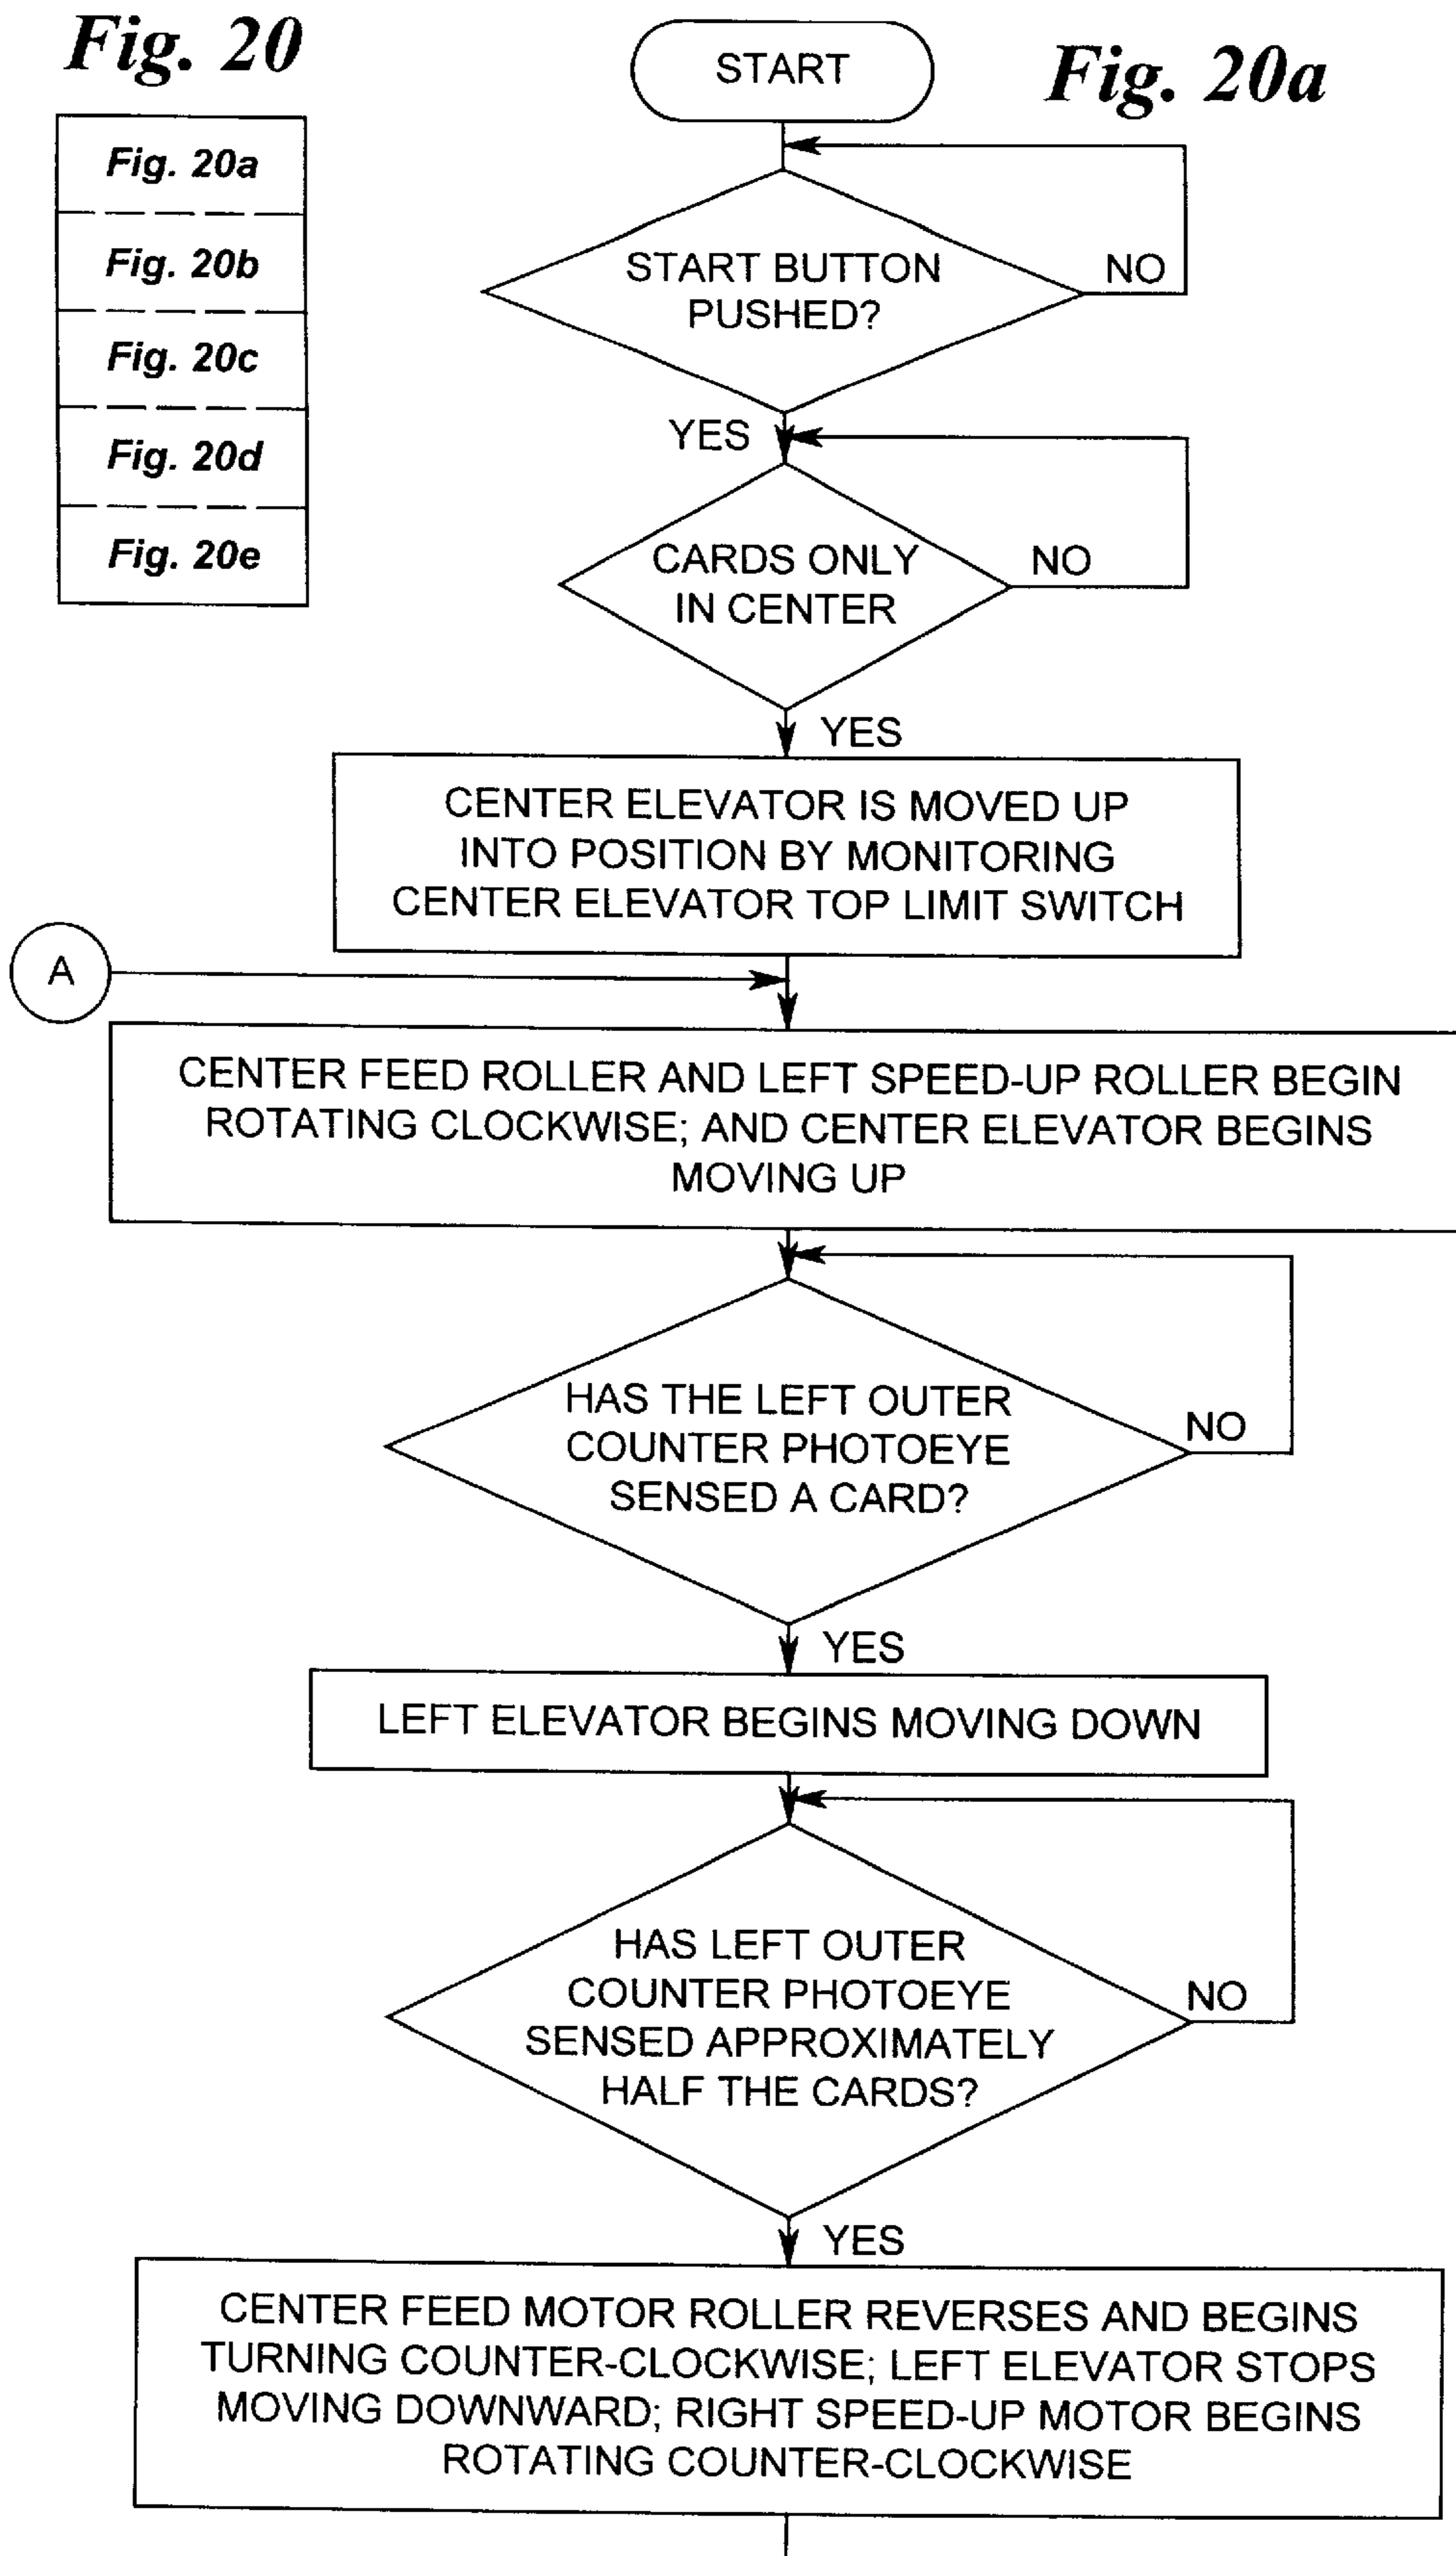 Fig. 20
Fig. 20a
Fig. 20b
Fig. 20c
Fig. 20d
Fig. 20e
Fig. 20a
START
START BUTTON
PUSHED?
NO
YES
CARDS ONLY
IN CENTER
NO
YES
CENTER ELEVATOR IS MOVED UP
INTO POSITION BY MONITORING
CENTER ELEVATOR TOP LIMIT SWITCH
A
CENTER FEED ROLLER AND LEFT SPEED-UP ROLLER BEGIN
ROTATING CLOCKWISE; AND CENTER ELEVATOR BEGINS
MOVING UP
HAS THE LEFT OUTER
COUNTER PHOTOEYE
SENSED A CARD?
NO
YES
LEFT ELEVATOR BEGINS MOVING DOWN
HAS LEFT OUTER
COUNTER PHOTOEYE
SENSED APPROXIMATELY
HALF THE CARDS?
NO
YES
CENTER FEED MOTOR ROLLER REVERSES AND BEGINS
TURNING COUNTER-CLOCKWISE; LEFT ELEVATOR STOPS
MOVING DOWNWARD; RIGHT SPEED-UP MOTOR BEGINS
ROTATING COUNTER-CLOCKWISE